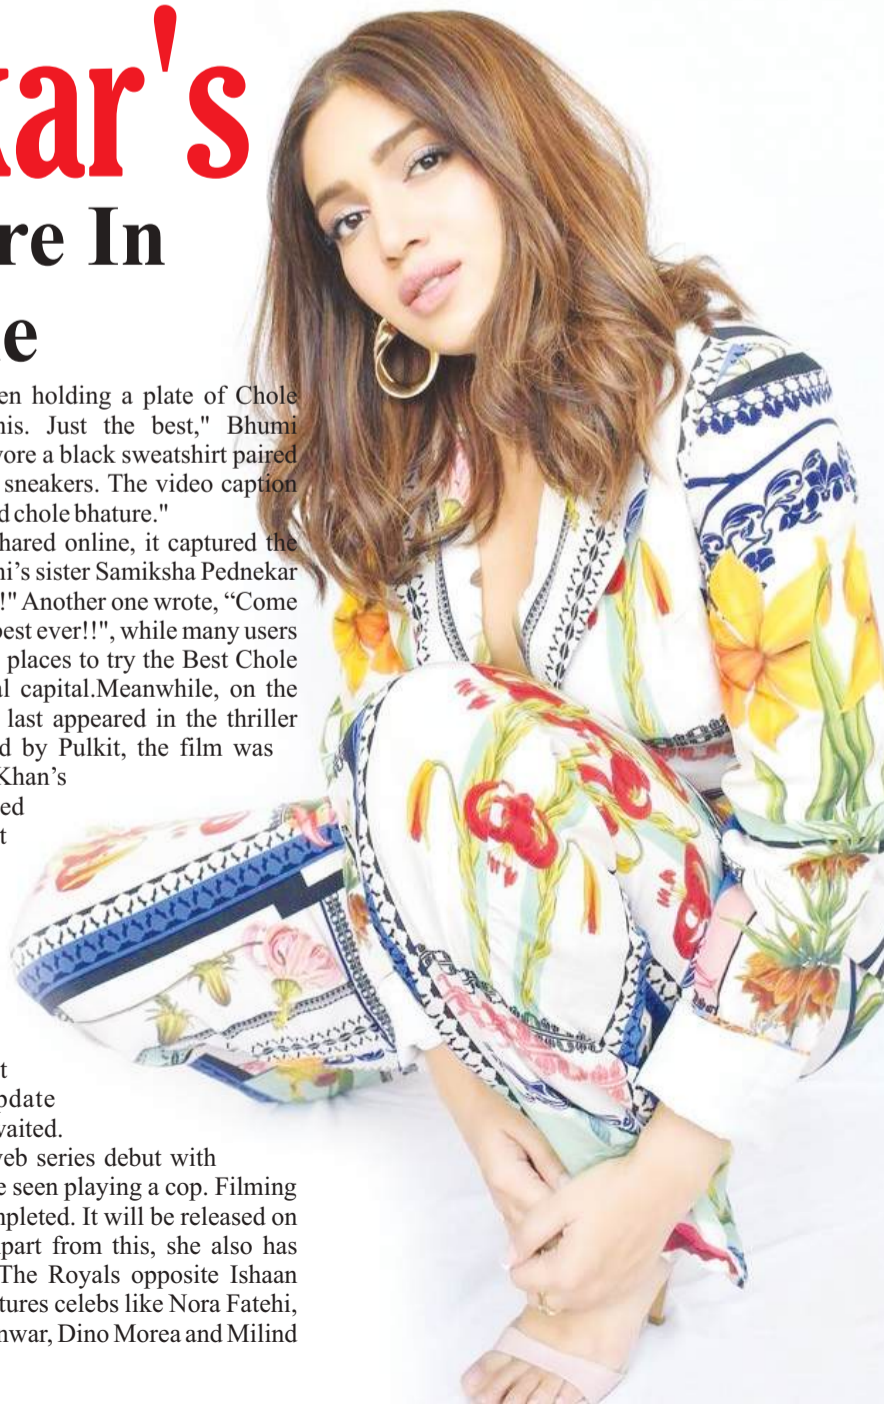 kar's
re In
e
en holding a plate of Chole
his. Just the best," Bhumi
wore a black sweatshirt paired
sneakers. The video caption
d chole bhature."
hared online, it captured the
ni’s sister Samiksha Pednekar
!" Another one wrote, “Come
best ever!!", while many users
places to try the Best Chole
al capital.Meanwhile, on the
last appeared in the thriller
d by Pulkit, the film was
Khan’s
ed
t
t
pdate
waited.
web series debut with
e seen playing a cop. Filming
mpleted. It will be released on
part from this, she also has
The Royals opposite Ishaan
tures celebs like Nora Fatehi,
nwar, Dino Morea and Milind